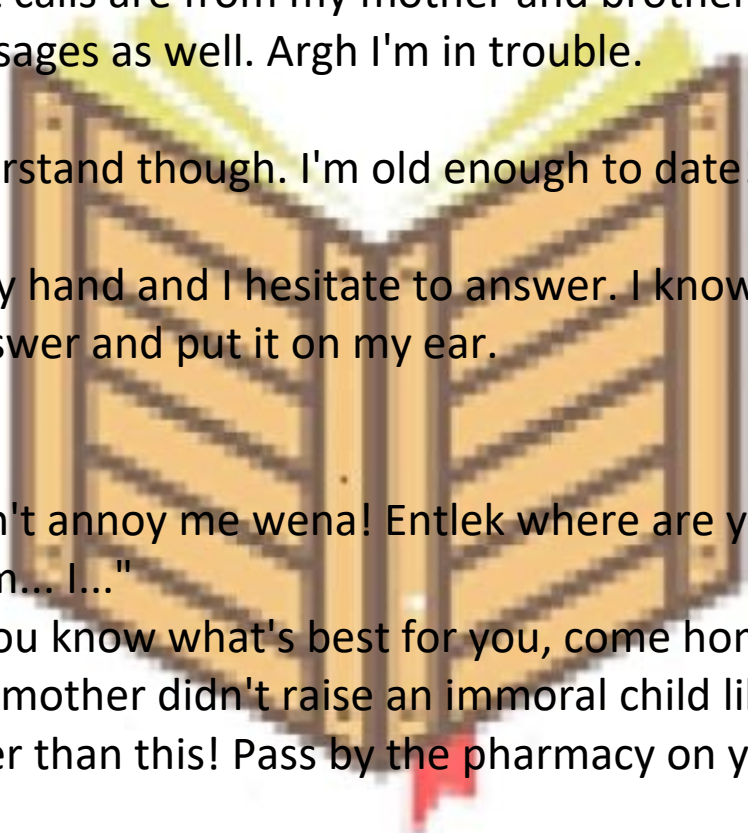 calls are from my mother and brother
sages as well. Argh I'm in trouble.
rstand though. I'm old enough to date
y hand and I hesitate to answer. I know
swer and put it on my ear.
n't annoy me wena! Entlek where are y
m... I..."
ou know what's best for you, come hor
mother didn't raise an immoral child li
er than this! Pass by the pharmacy on y